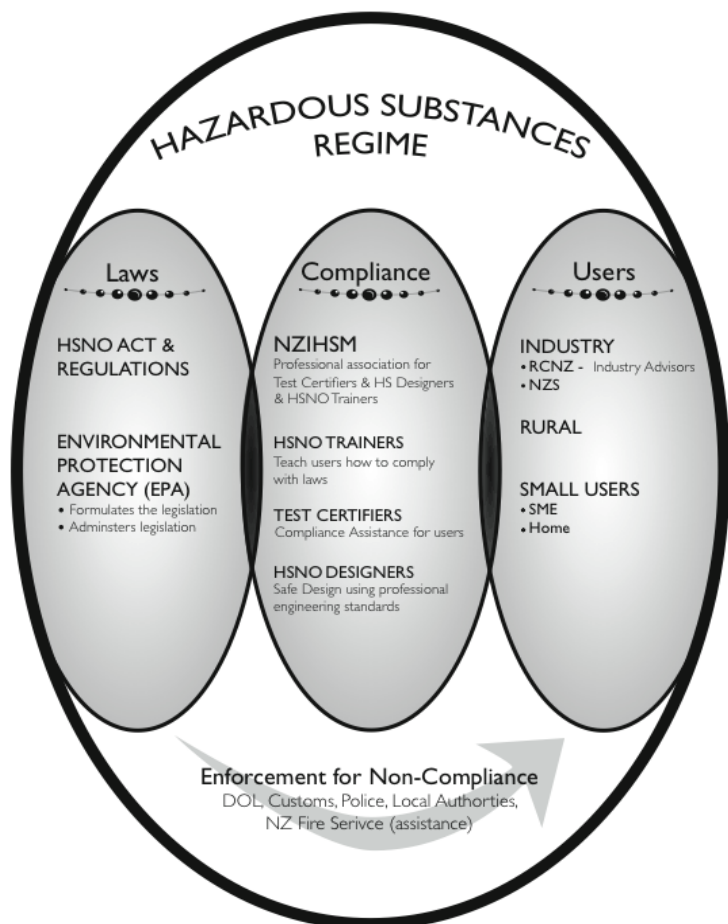 HAZARDOUS SUBSTANCES
REGIME
Laws
HSNO ACT &
REGULATIONS
ENVIRONMENTAL
PROTECTION
AGENCY (EPA)
• Formulates the legislation
• Adminsters legislation
Compliance
NZIHSM
Professional association for
Test Certifiers & HS Designers
& HSNO Trainers
HSNO TRAINERS
Teach users how to comply
with laws
TEST CERTIFIERS
Compliance Assistance for users
HSNO DESIGNERS
Safe Design using professional
engineering standards
Users
INDUSTRY
• RCNZ - Industry Advisors
• NZS
RURAL
SMALL USERS
• SME
• Home
Enforcement for Non-Compliance
DOL, Customs, Police, Local Authorties,
NZ Fire Serivce (assistance)